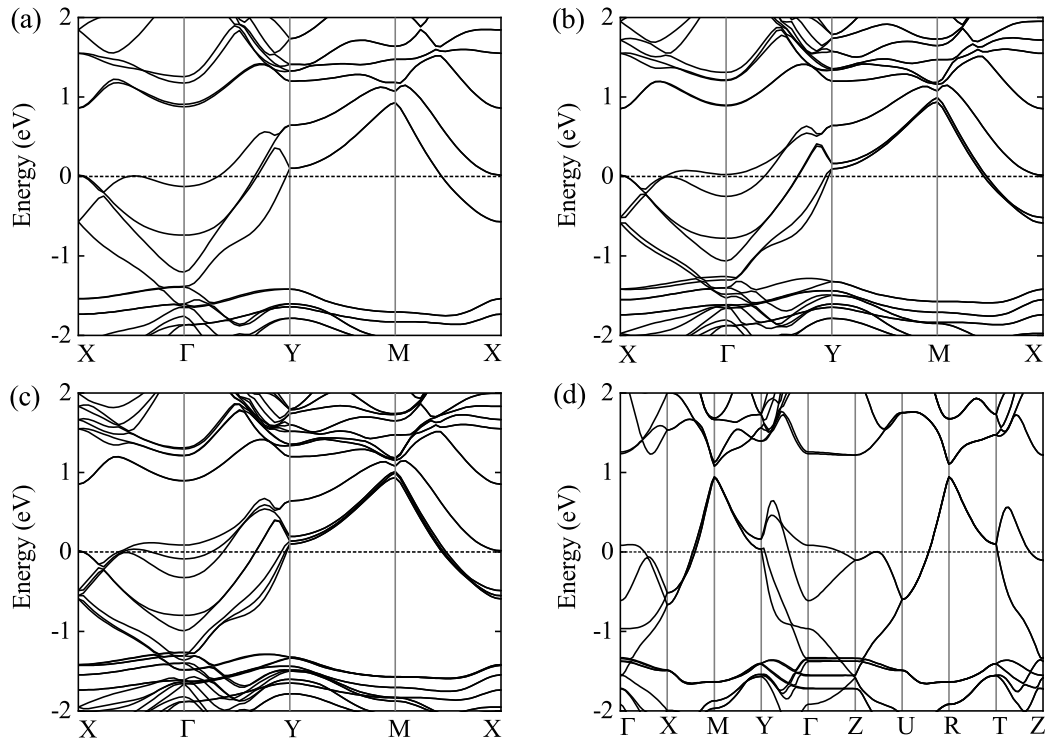 (a)
2
1
0
-1
-2
Energy (eV)
X Γ Y M X
(b)
2
1
0
-1
-2
Energy (eV)
X Γ Y M X
(c)
2
1
0
-1
-2
Energy (eV)
X Γ Y M X
(d)
2
1
0
-1
-2
Energy (eV)
Γ X M Y Γ Z U R T Z